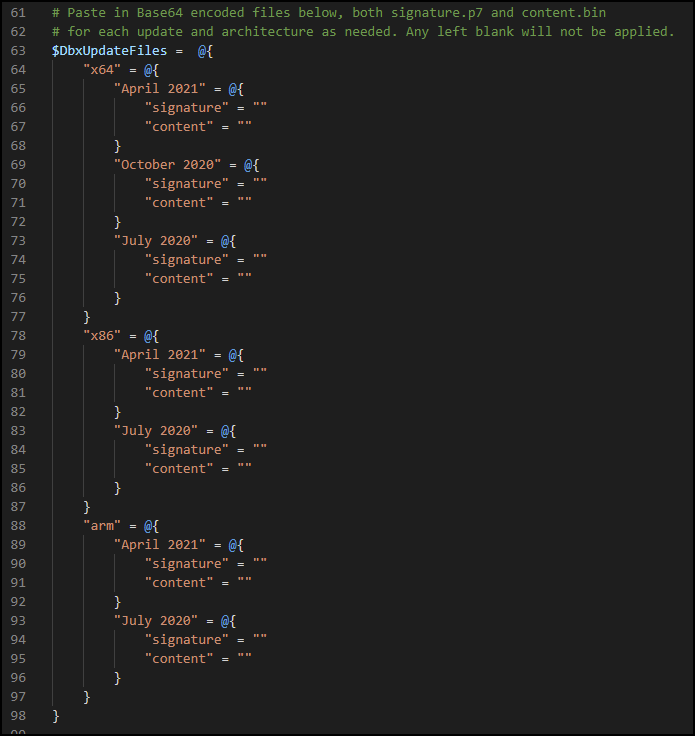 61 # Paste in Base64 encoded files below, both signature.p7 and content.bin
62 # for each update and architecture as needed. Any left blank will not be applied.
63 $DbxUpdateFiles =  @{
64     "x64" = @{
65         "April 2021" = @{
66             "signature" = ""
67             "content" = ""
68         }
69         "October 2020" = @{
70             "signature" = ""
71             "content" = ""
72         }
73         "July 2020" = @{
74             "signature" = ""
75             "content" = ""
76         }
77     }
78     "x86" = @{
79         "April 2021" = @{
80             "signature" = ""
81             "content" = ""
82         }
83         "July 2020" = @{
84             "signature" = ""
85             "content" = ""
86         }
87     }
88     "arm" = @{
89         "April 2021" = @{
90             "signature" = ""
91             "content" = ""
92         }
93         "July 2020" = @{
94             "signature" = ""
95             "content" = ""
96         }
97     }
98 }